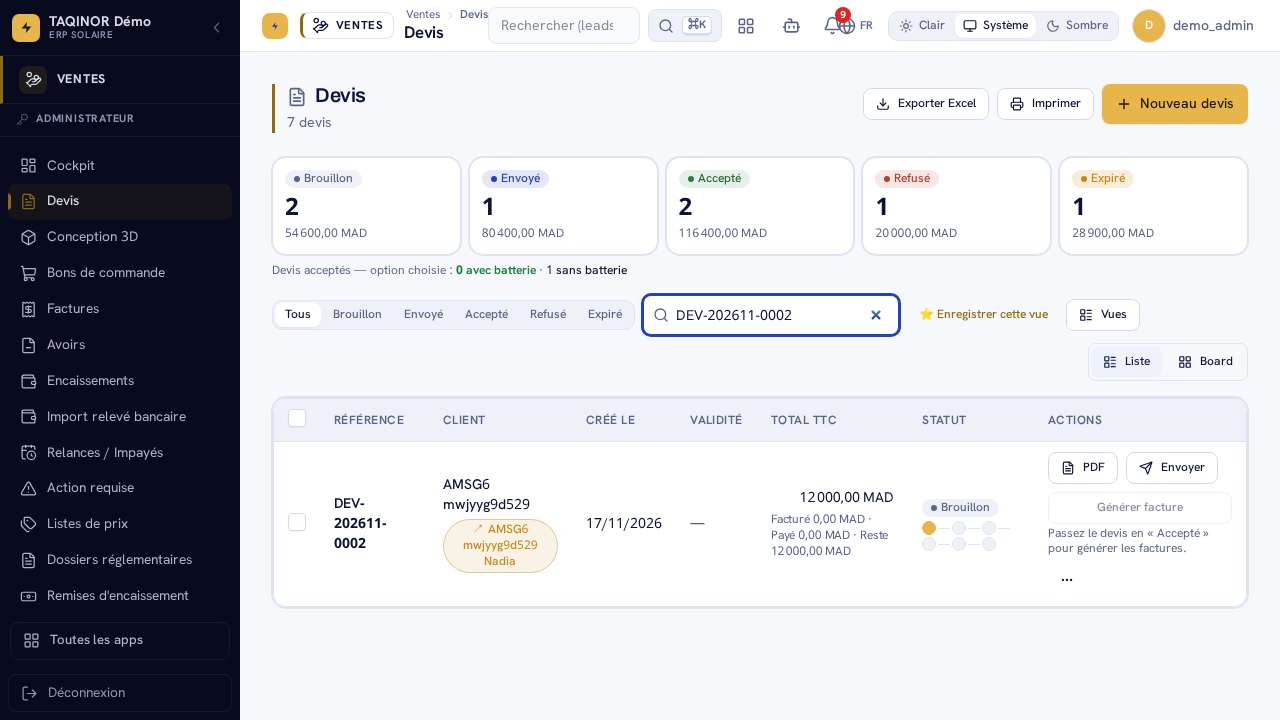 TAQINOR Démo
ERP SOLAIRE
VENTES
ADMINISTRATEUR
Cockpit
Devis
Conception 3D
Bons de commande
Factures
Avoirs
Encaissements
Import relevé bancaire
Relances / Impayés
Action requise
Listes de prix
Dossiers réglementaires
Remises d'encaissement
Toutes les apps
Déconnexion
VENTES
Ventes > Devis
Devis
Rechercher (leads
⌘K
9
FR
Clair
Système
Sombre
D
demo_admin
Devis
7 devis
Exporter Excel
Imprimer
Nouveau devis
Brouillon
2
54 600,00 MAD
Envoyé
1
80 400,00 MAD
Accepté
2
116 400,00 MAD
Refusé
1
20 000,00 MAD
Expiré
1
28 900,00 MAD
Devis acceptés — option choisie : 0 avec batterie · 1 sans batterie
Tous
Brouillon
Envoyé
Accepté
Refusé
Expiré
DEV-202611-0002
⭐ Enregistrer cette vue
Vues
Liste
Board
RÉFÉRENCE
CLIENT
CRÉÉ LE
VALIDITÉ
TOTAL TTC
STATUT
ACTIONS
DEV-
202611-
0002
AMSG6
mwjyyg9d529
↗ AMSG6
mwjyyg9d529
Nadia
17/11/2026
—
12 000,00 MAD
Facturé 0,00 MAD ·
Payé 0,00 MAD · Reste
12 000,00 MAD
Brouillon
PDF
Envoyer
Générer facture
Passez le devis en « Accepté »
pour générer les factures.
...